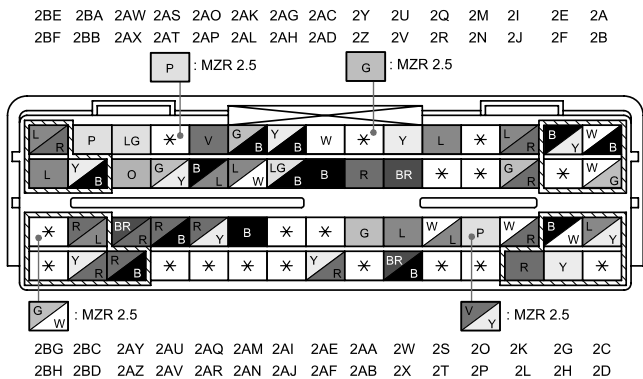 2BE 2BA 2AW 2AS 2AO 2AK 2AG 2AC 2Y 2U 2Q 2M 2I 2E 2A
2BF 2BB 2AX 2AT 2AP 2AL 2AH 2AD 2Z 2V 2R 2N 2J 2F 2B
P : MZR 2.5 G : MZR 2.5
L R P LG * V G B Y B W * Y L * L R B Y W B
L Y B O G Y B L L W LG B B R BR * * G R * W G
* R L BR R R B R Y B * * G L W L P W R B W L Y
* Y R R B * * * * Y R * BR B * * R Y *
G W : MZR 2.5 V Y : MZR 2.5
2BG 2BC 2AY 2AU 2AQ 2AM 2AI 2AE 2AA 2W 2S 2O 2K 2G 2C
2BH 2BD 2AZ 2AV 2AR 2AN 2AJ 2AF 2AB 2X 2T 2P 2L 2H 2D